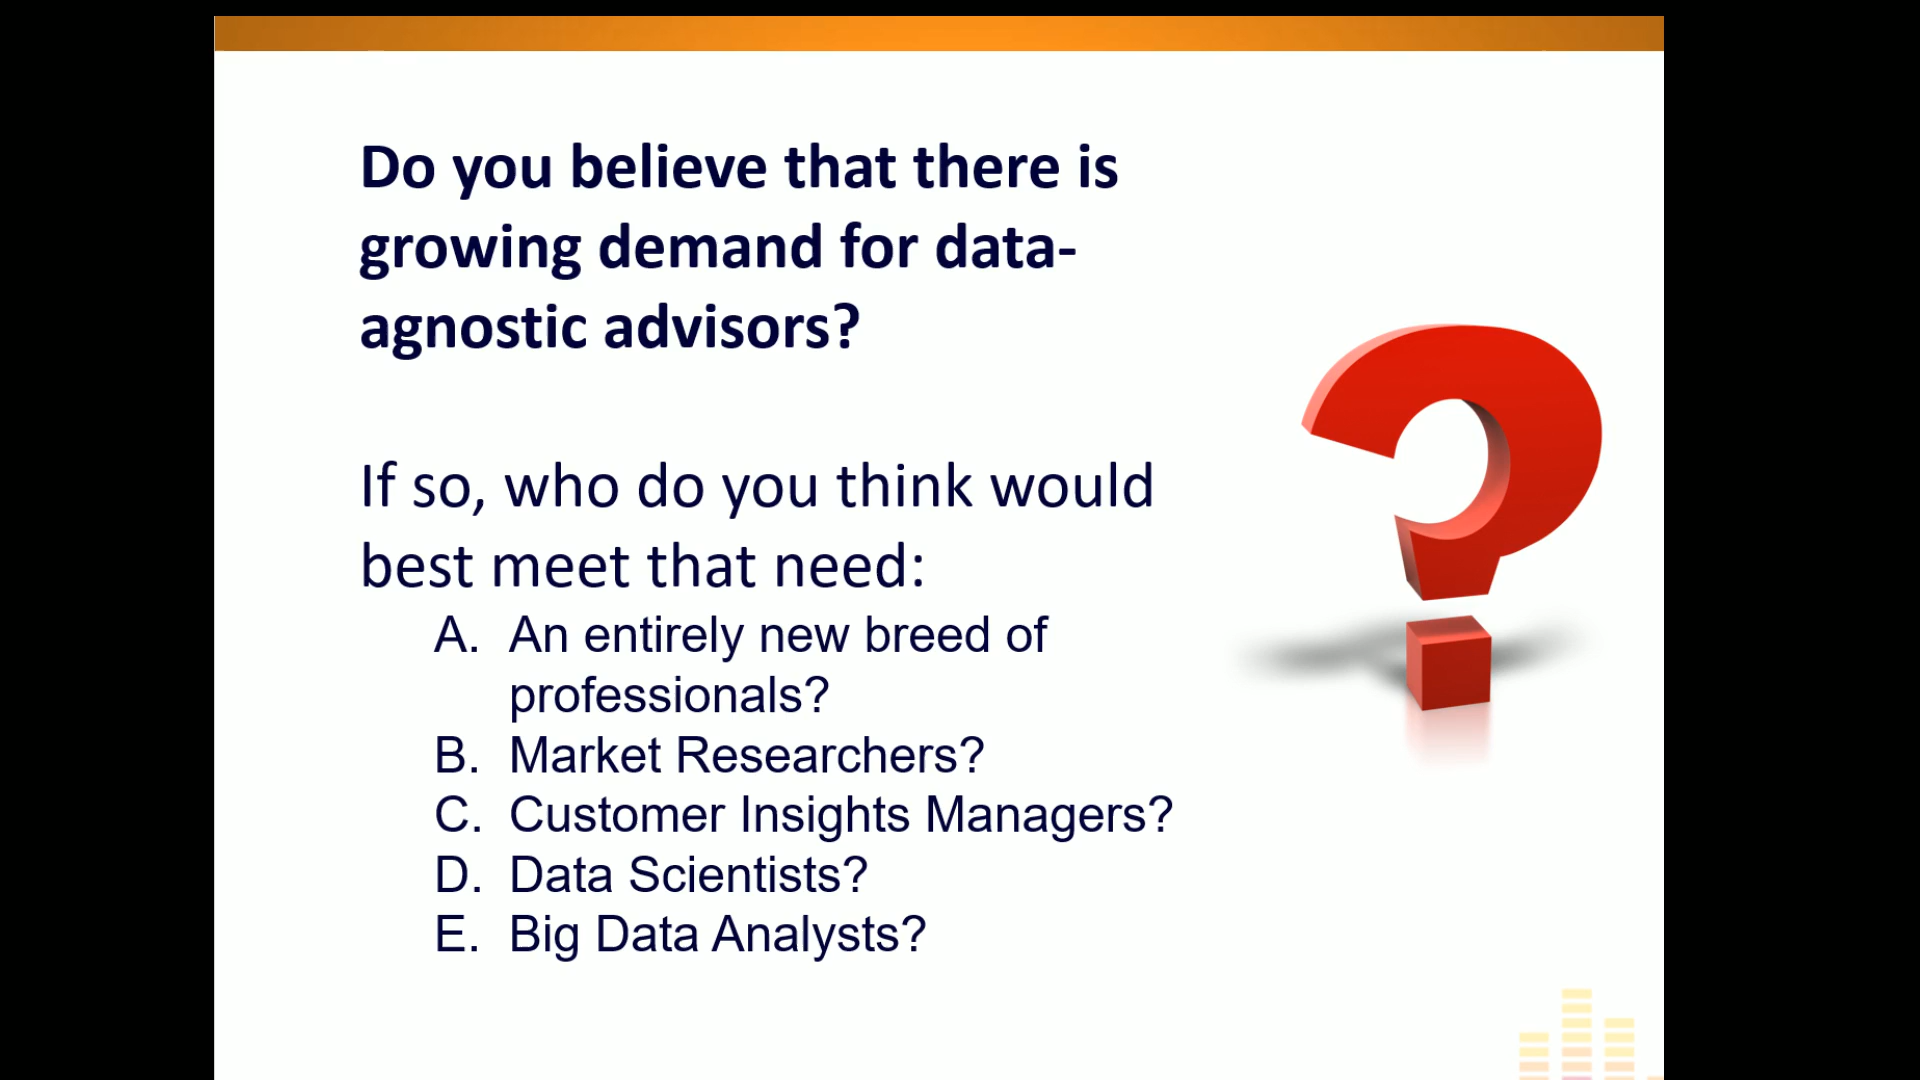 Do you believe that there is
growing demand for data-
agnostic advisors?
If so, who do you think would
best meet that need:
A. An entirely new breed of
professionals?
B. Market Researchers?
C. Customer Insights Managers?
D. Data Scientists?
E. Big Data Analysts?